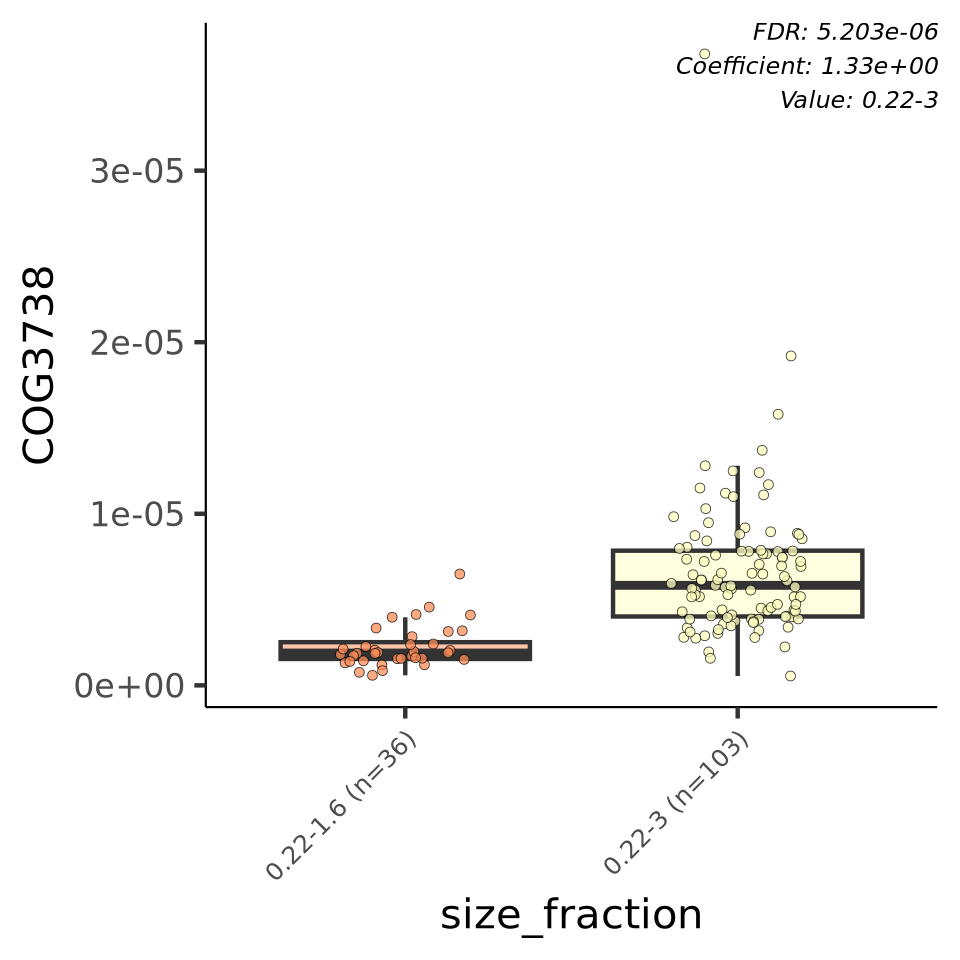 FDR: 5.203e-06
Coefficient: 1.33e+00
Value: 0.22-3
3e-05
2e-05
1e-05
0e+00
COG3738
0.22-1.6 (n=36)
0.22-3 (n=103)
size_fraction